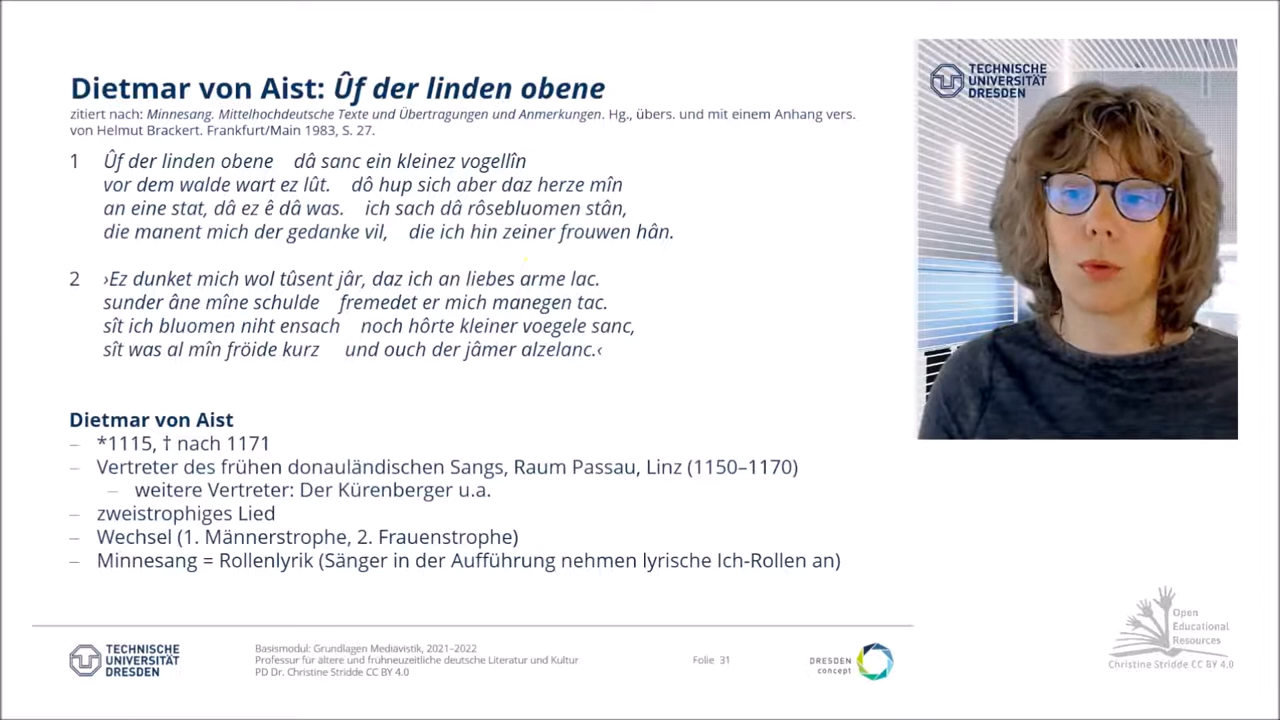 Dietmar von Aist: Ûf der linden obene
zitiert nach: Minnesang. Mittelhochdeutsche Texte und Übertragungen und Anmerkungen. Hg., übers. und mit einem Anhang vers.
von Helmut Brackert. Frankfurt/Main 1983, S. 27.
1 Ûf der linden obene dâ sanc ein kleinez vogellîn
vor dem walde wart ez lût. dô hup sich aber daz herze mîn
an eine stat, dâ ez ê dâ was. ich sach dâ rôsebluomen stân,
die manent mich der gedanke vil, die ich hin zeiner frouwen hân.
2 ›Ez dunket mich wol tûsent jâr, daz ich an liebes arme lac.
sunder âne mîne schulde fremedet er mich manegen tac.
sît ich bluomen niht ensach noch hôrte kleiner voegele sanc,
sît was al mîn fröide kurz und ouch der jâmer alzelanc.‹
Dietmar von Aist
– *1115, † nach 1171
– Vertreter des frühen donauländischen Sangs, Raum Passau, Linz (1150–1170)
– weitere Vertreter: Der Kürenberger u.a.
– zweistrophiges Lied
– Wechsel (1. Männerstrophe, 2. Frauenstrophe)
– Minnesang = Rollenlyrik (Sänger in der Aufführung nehmen lyrische Ich-Rollen an)
TECHNISCHE
UNIVERSITÄT
DRESDEN
TECHNISCHE
UNIVERSITÄT
DRESDEN
Basismodul: Grundlagen Mediävistik, 2021–2022
Professur für ältere und frühneuzeitliche deutsche Literatur und Kultur
PD Dr. Christine Stridde CC BY 4.0
Folie 31
DRESDEN
concept
Open
Educational
Resources
Christine Stridde CC BY 4.0